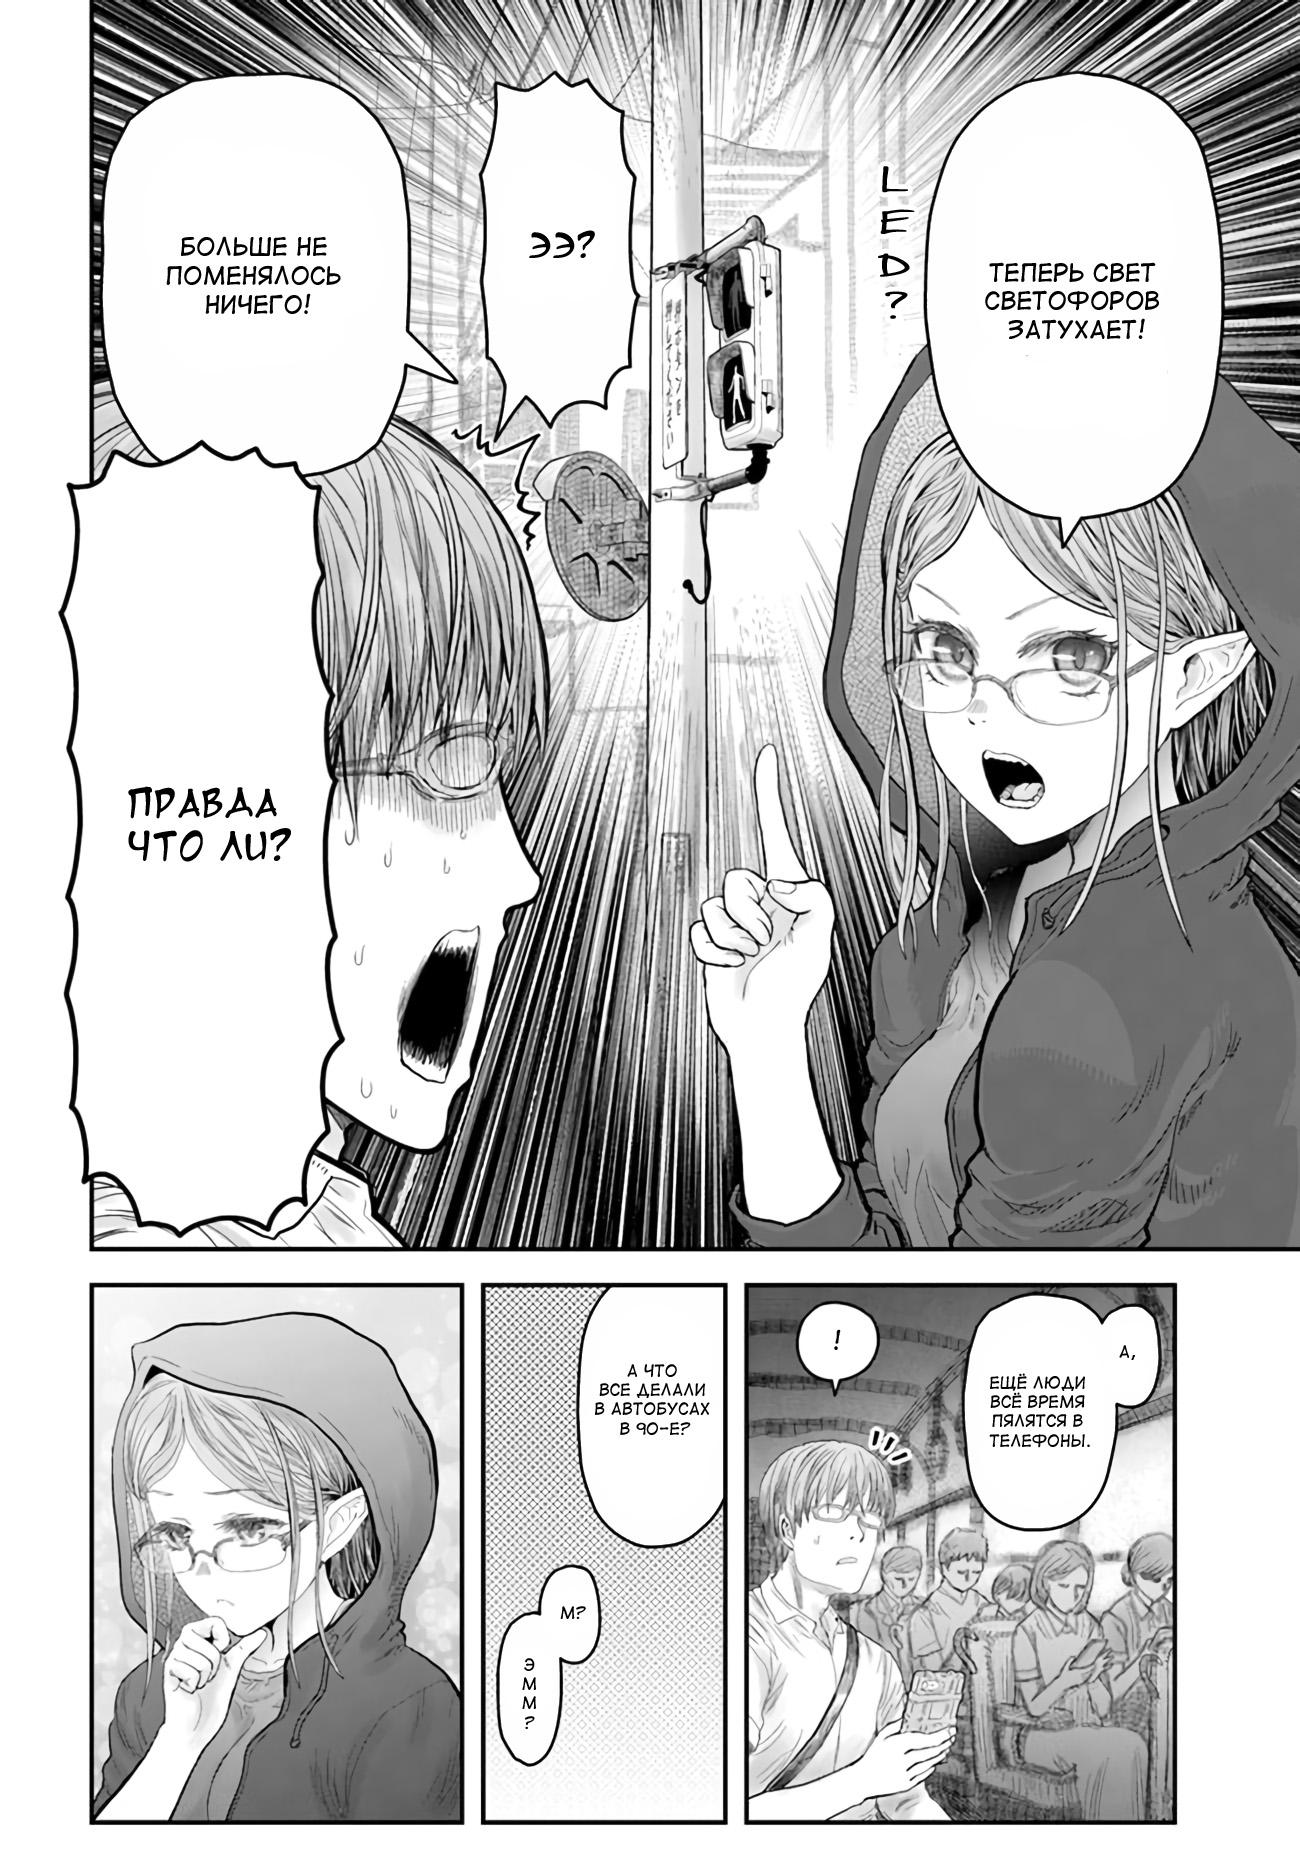 ТЕПЕРЬ СВЕТ
СВЕТОФОРОВ
ЗАТУХАЕТ!
LED?
ЭЭ?
БОЛЬШЕ НЕ
ПОМЕНЯЛОСЬ
НИЧЕГО!
ПРАВДА
ЧТО ЛИ?
А,
ЕЩЁ ЛЮДИ
ВСЁ ВРЕМЯ
ПЯЛЯТСЯ В
ТЕЛЕФОНЫ.
!
А ЧТО
ВСЕ ДЕЛАЛИ
В АВТОБУСАХ
В 90-Е?
М?
ЭММ?